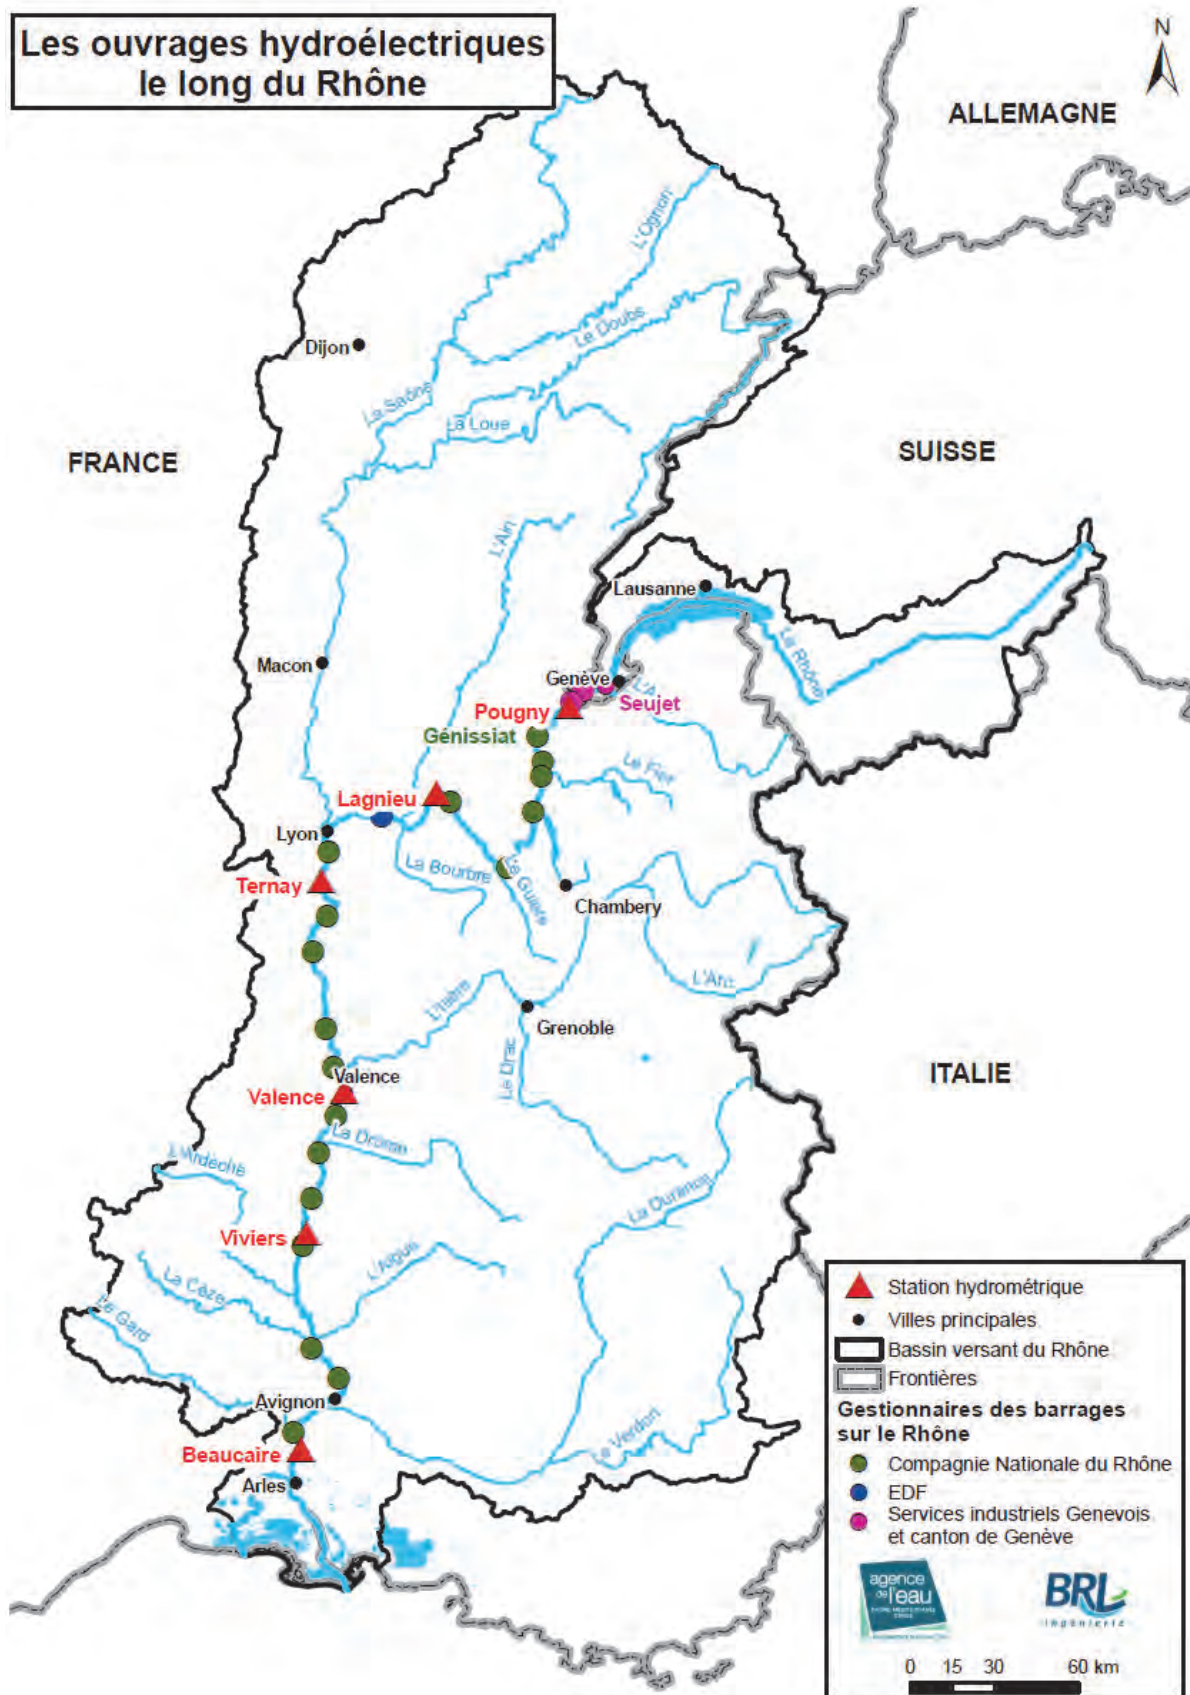 Les ouvrages hydroélectriques
le long du Rhône
N
ALLEMAGNE
L'Ognon
Le Doubs
Dijon
La Saône
La Loue
FRANCE
SUISSE
L'Ain
Lausanne
Le Rhône
Macon
Genève
L'A
Seujet
Pougny
Génissiat
Le Fier
Lagnieu
Lyon
La Bourbre
Le Guiers
Ternay
Chambery
L'Arc
L'Isère
Grenoble
Le Drac
ITALIE
Valence
Valence
La Drôme
L'Ardèche
La Durance
Viviers
L'Aigue
La Cèze
Le Gard
Avignon
Le Verdon
Beaucaire
Arles
Station hydrométrique
Villes principales
Bassin versant du Rhône
Frontières
Gestionnaires des barrages
sur le Rhône
Compagnie Nationale du Rhône
EDF
Services industriels Genevois
et canton de Genève
agence
de l'eau
BRL
Ingénierie
0 15 30 60 km